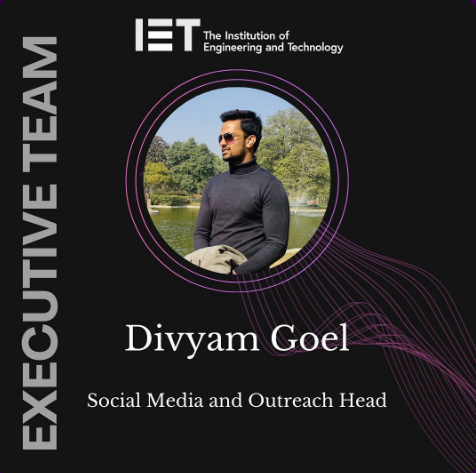 IET The Institution of
Engineering and Technology
EXECUTIVE TEAM
Divyam Goel
Social Media and Outreach Head